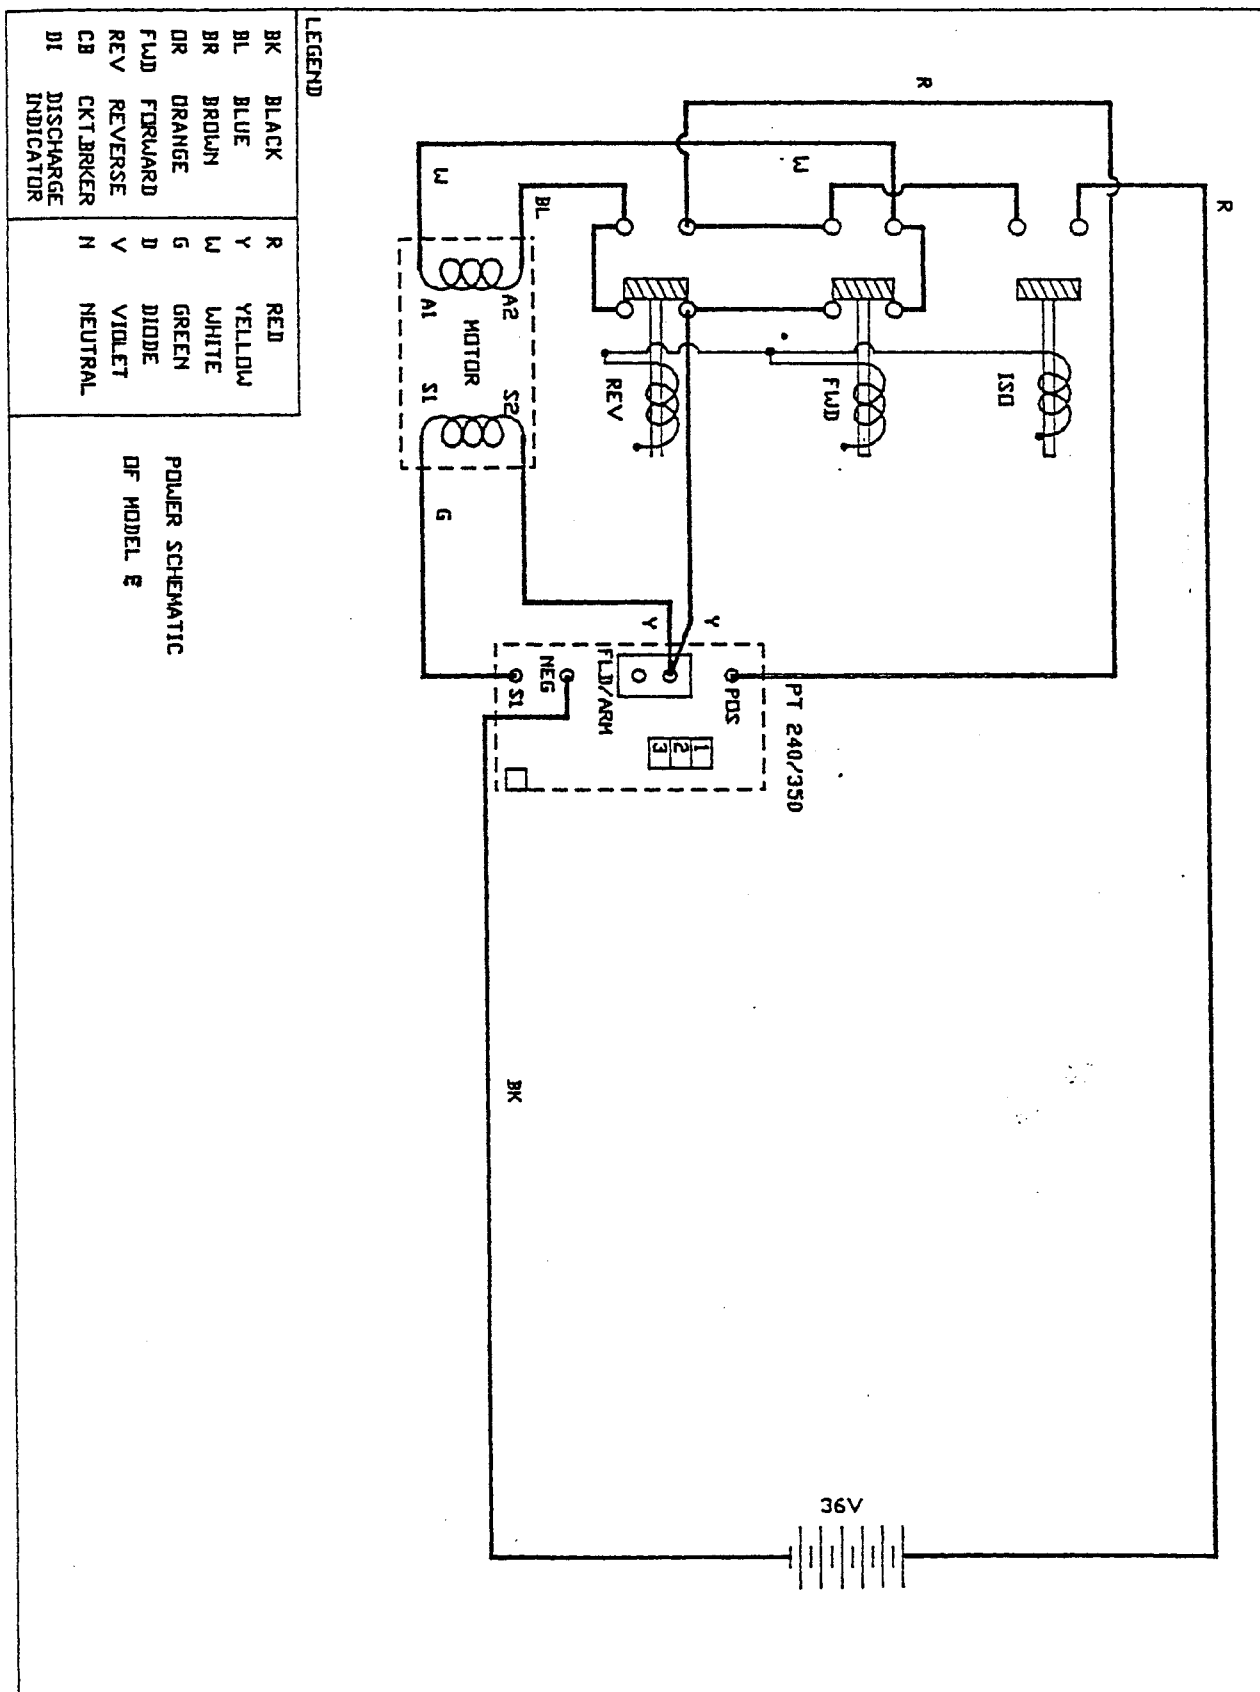 LEGEND
BK BLACK
BL BLUE
BR BROWN
OR ORANGE
FWD FORWARD
REV REVERSE
CB CKT.BRKER
DI DISCHARGE
INDICATOR
R RED
Y YELLOW
W WHITE
G GREEN
D DIODE
V VIOLET
N NEUTRAL
POWER SCHEMATIC
OF MODEL E
R
R
W
W
BL
A1
A2
MOTOR
S1
S2
G
REV
FWD
ISO
Y
Y
S1
NEG
FLD/ARM
POS
1
2
3
PT 240/350
BK
36V